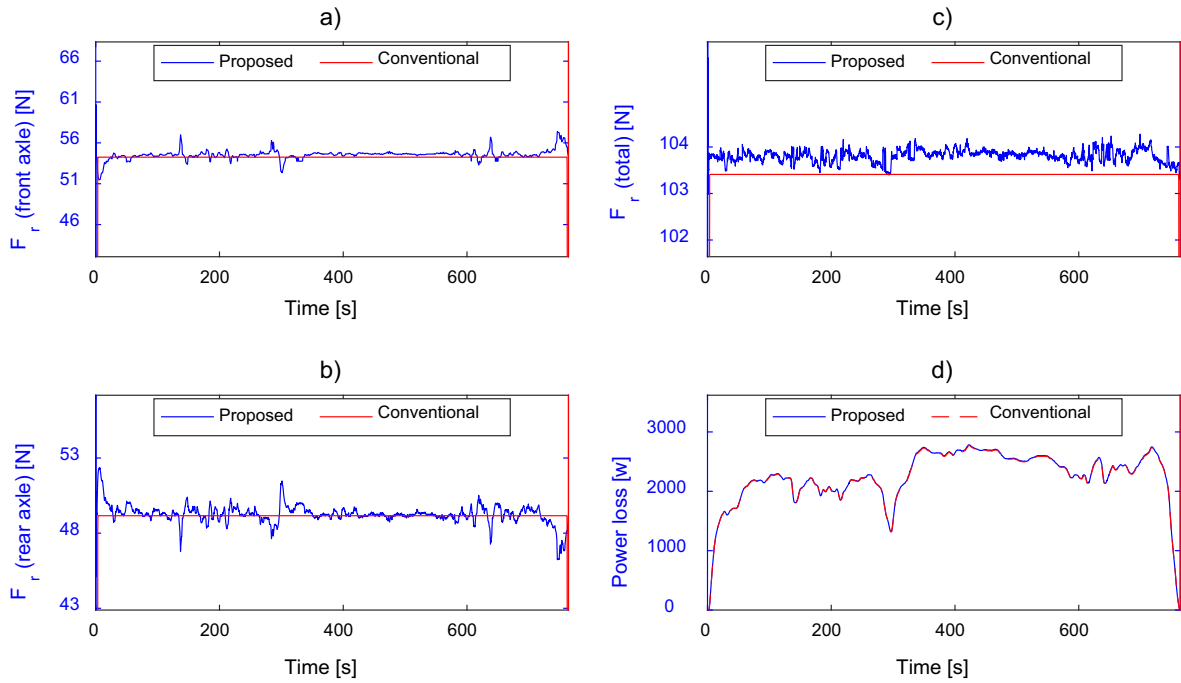 a)
Proposed Conventional
66
61
56
51
46
F r (front axle) [N]
0 200 400 600
Time [s]
c)
Proposed Conventional
104
103
102
F r (total) [N]
0 200 400 600
Time [s]
b)
Proposed Conventional
53
48
43
F r (rear axle) [N]
0 200 400 600
Time [s]
d)
Proposed Conventional
3000
2000
1000
0
Power loss [w]
0 200 400 600
Time [s]